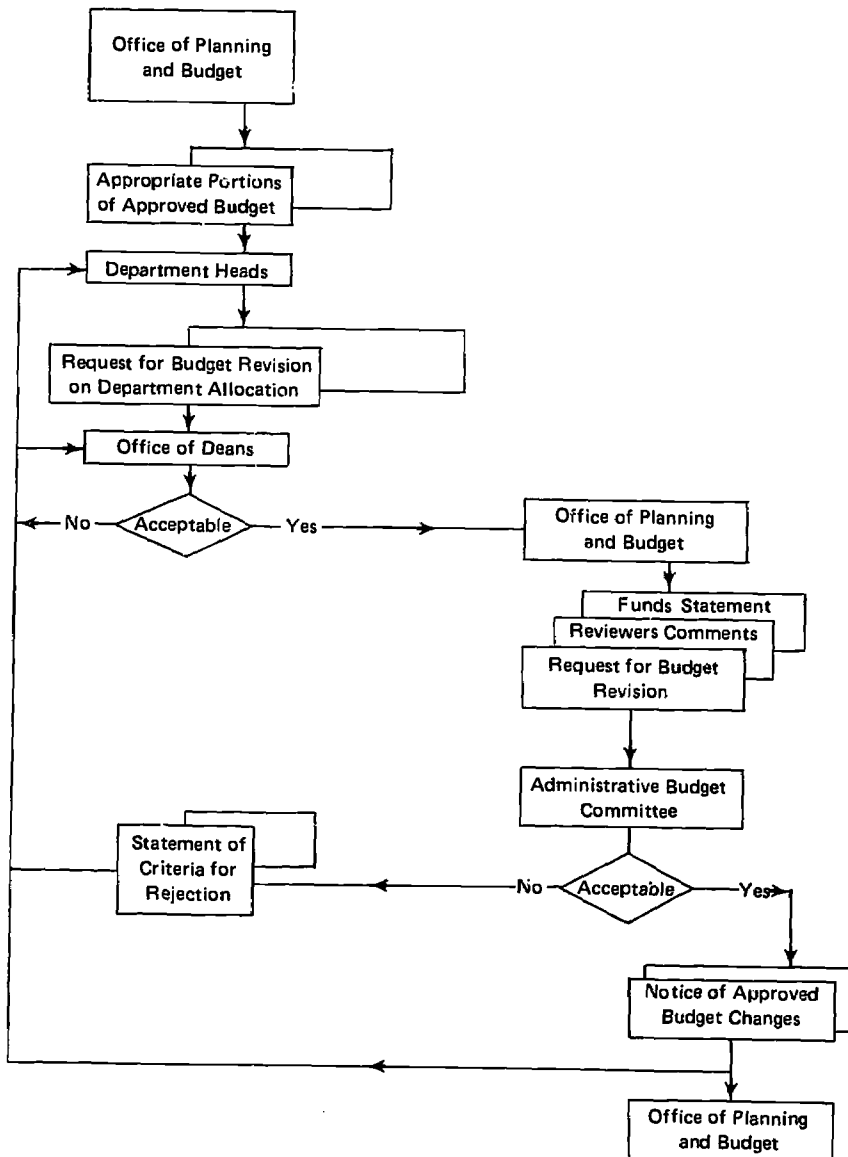 Office of Planning
and Budget
Appropriate Portions
of Approved Budget
Department Heads
Request for Budget Revision
on Department Allocation
Office of Deans
No
Acceptable
Yes
Office of Planning
and Budget
Funds Statement
Reviewers Comments
Request for Budget
Revision
Administrative Budget
Committee
Statement of
Criteria for
Rejection
No
Acceptable
Yes
Notice of Approved
Budget Changes
Office of Planning
and Budget